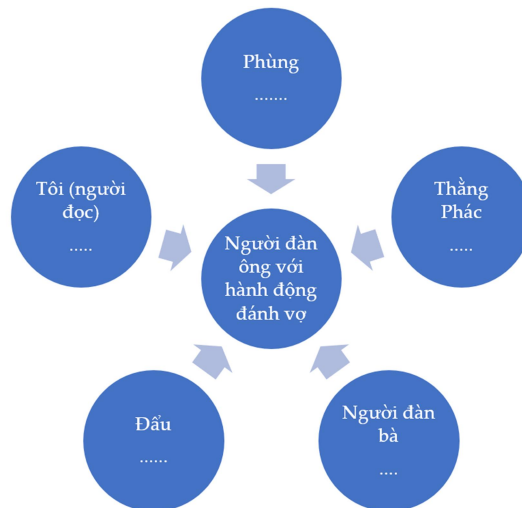 Phùng
.......
Tôi (người
đọc)
.....
Thằng
Phác
.....
Người đàn
ông với
hành động
đánh vợ
Đẩu
......
Người đàn
bà
....